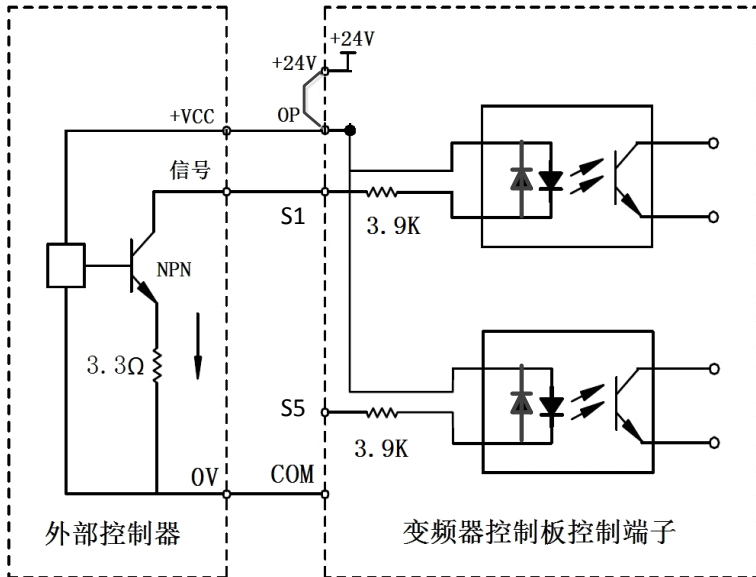 +24V
+24V
+VCC
OP
信号
S1
3.9K
NPN
3.3Ω
S5
3.9K
0V
COM
外部控制器
变频器控制板控制端子